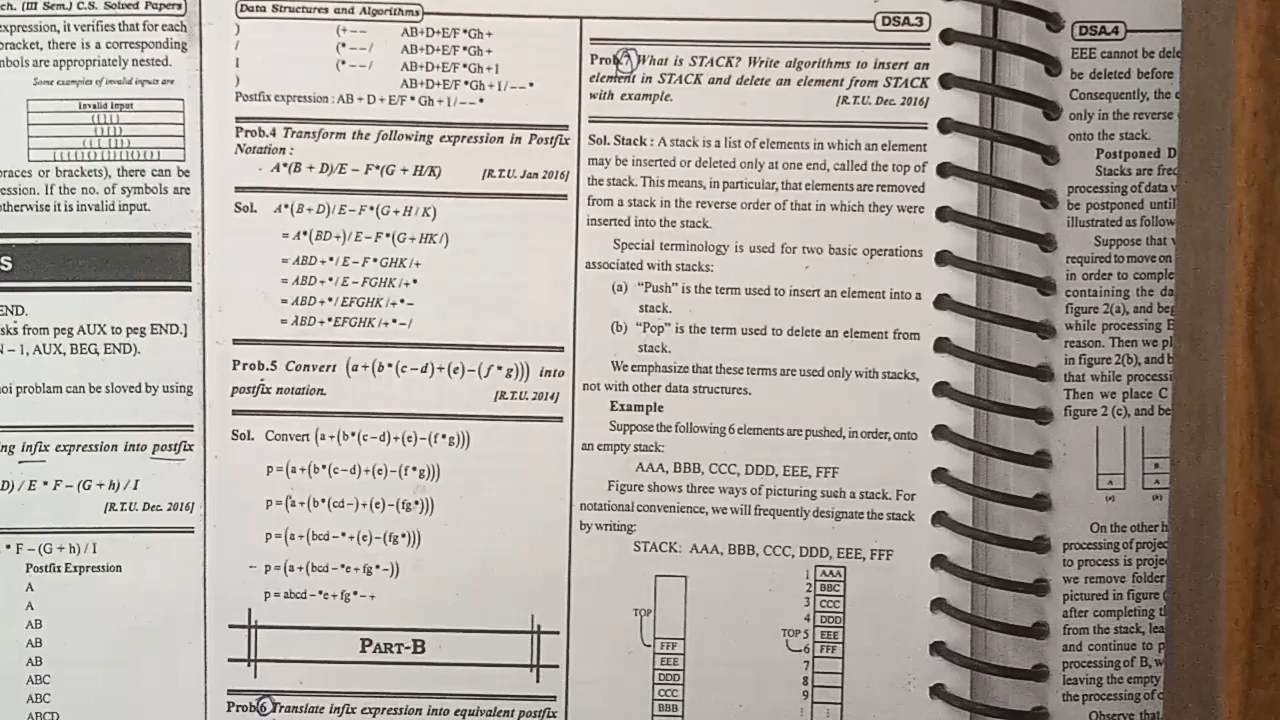 ch. (III Sem.) C.S. Solved Papers
expression, it verifies that for each
bracket, there is a corresponding
mbols are appropriately nested.
Some examples of invalid inputs are
Invalid Input
braces or brackets), there can be
ession. If the no. of symbols are
otherwise it is invalid input.
S
END.
sks from peg AUX to peg END.]
N – 1, AUX, BEG, END).
noi problam can be sloved by using
ng infix expression into postfix
D) / E * F – (G + h) / I
[R.T.U. Dec. 2016]
* F – (G + h) / I
Postfix Expression
A
A
AB
AB
AB
ABC
ABC
ABCD
Data Structures and Algorithms
) (+ – – AB+D+E/F*Gh+
/ (* – – / AB+D+E/F*Gh+
I (* – – / AB+D+E/F*Gh+I
) AB+D+E/F*Gh+I/– –*
Postfix expression : AB + D + E/F * Gh + I/– –*
Prob.4 Transform the following expression in Postfix
Notation :
A*(B + D)/E – F*(G + H/K) [R.T.U. Jan 2016]
Sol. A*(B+D)/E–F*(G+H/K)
= A*(BD+)/E–F*(G+HK/)
= ABD+*/E–F*GHK/+
= ABD+*/E–FGHK/+*
= ABD+*/EFGHK/+*–
= ABD+*EFGHK/+*–/
Prob.5 Convert (a+(b*(c–d)+(e)–(f*g))) into
postfix notation. [R.T.U. 2014]
Sol. Convert (a+(b*(c–d)+(e)–(f*g)))
p=(a+(b*(c–d)+(e)–(f*g)))
p=(a+(b*(cd–)+(e)–(fg*)))
p=(a+(bcd–*+(e)–(fg*)))
p=(a+(bcd–*e+fg*–))
p=abcd–*e+fg*–+
PART-B
Prob.6 Translate infix expression into equivalent postfix
DSA.3
Prob.7 What is STACK? Write algorithms to insert an
element in STACK and delete an element from STACK
with example. [R.T.U. Dec. 2016]
Sol. Stack : A stack is a list of elements in which an element
may be inserted or deleted only at one end, called the top of
the stack. This means, in particular, that elements are removed
from a stack in the reverse order of that in which they were
inserted into the stack.
Special terminology is used for two basic operations
associated with stacks:
(a) “Push” is the term used to insert an element into a
stack.
(b) “Pop” is the term used to delete an element from
stack.
We emphasize that these terms are used only with stacks,
not with other data structures.
Example
Suppose the following 6 elements are pushed, in order, onto
an empty stack:
AAA, BBB, CCC, DDD, EEE, FFF
Figure shows three ways of picturing such a stack. For
notational convenience, we will frequently designate the stack
by writing:
STACK: AAA, BBB, CCC, DDD, EEE, FFF
TOP
FFF
EEE
DDD
CCC
BBB
1 AAA
2 BBC
3 CCC
4 DDD
TOP 5 EEE
6 FFF
7
8
9
DSA.4
EEE cannot be dele
be deleted before
Consequently, the
only in the reverse
onto the stack.
Postponed D
Stacks are freq
processing of data
be postponed until
illustrated as follow
Suppose that
required to move on
in order to comple
containing the da
figure 2(a), and beg
while processing B
reason. Then we pl
in figure 2(b), and b
that while processi
Then we place C
figure 2 (c), and be
A
B
A
(a)
(b)
On the other h
processing of projec
to process is proje
we remove folder
pictured in figure
after completing t
from the stack, lea
and continue to p
processing of B, w
leaving the empty
the processing of
Observe that